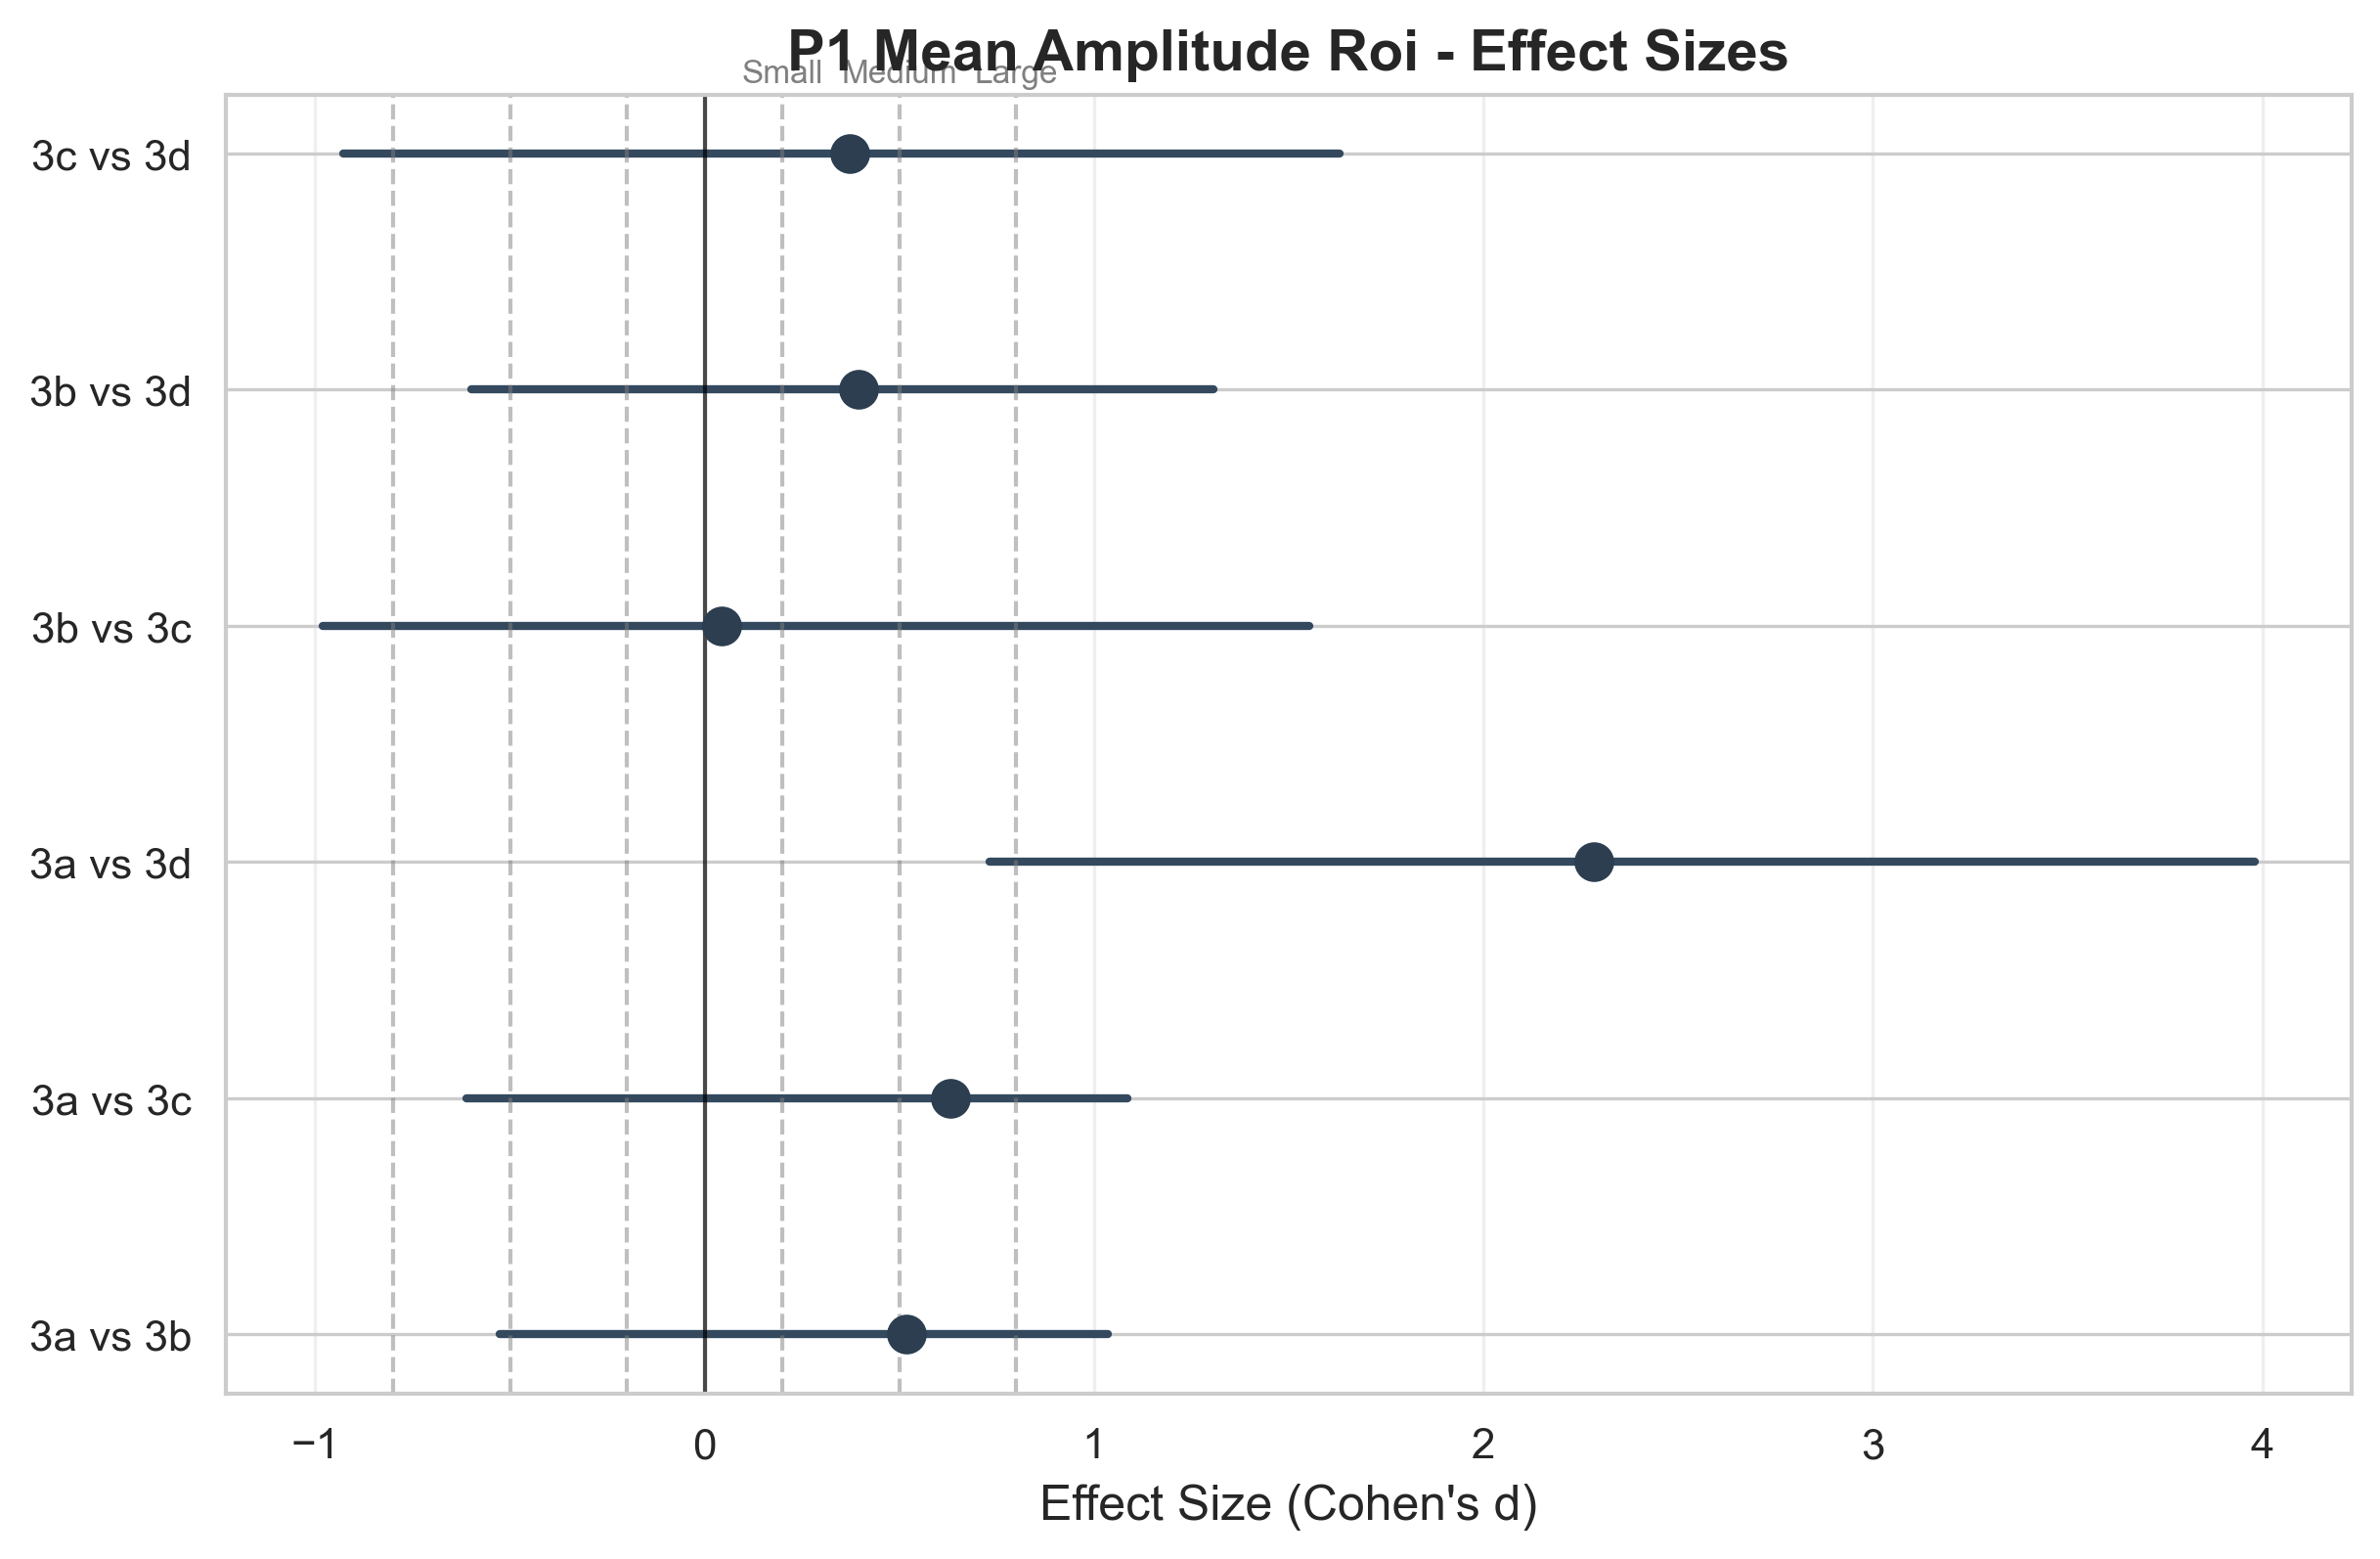 P1 Mean Amplitude Roi - Effect Sizes
Small Medium Large
3c vs 3d
3b vs 3d
3b vs 3c
3a vs 3d
3a vs 3c
3a vs 3b
−1 0 1 2 3 4
Effect Size (Cohen's d)